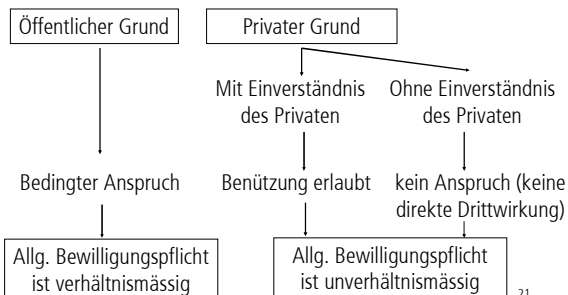 Öffentlicher Grund
Privater Grund
Mit Einverständnis
des Privaten
Ohne Einverständnis
des Privaten
Bedingter Anspruch
Benützung erlaubt
kein Anspruch (keine
direkte Drittwirkung)
Allg. Bewilligungspflicht
ist verhältnismässig
Allg. Bewilligungspflicht
ist unverhältnismässig
21